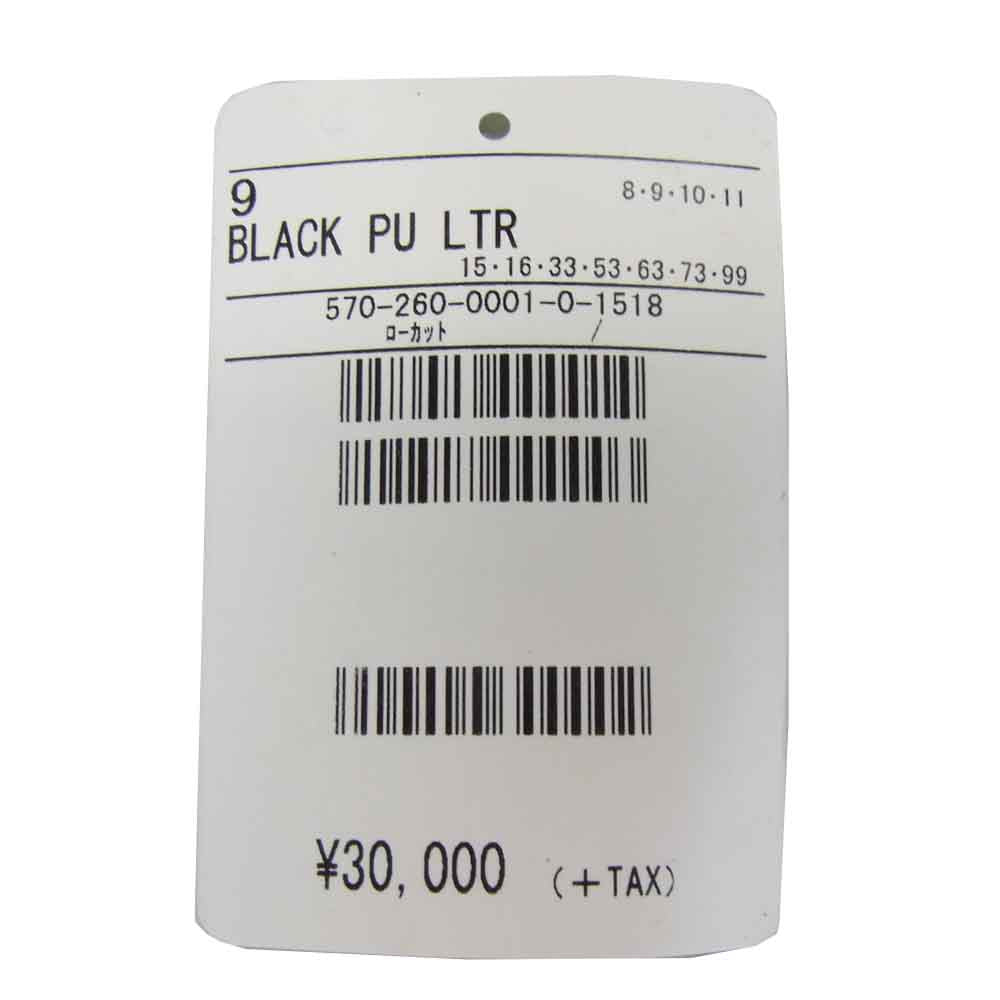 9 8・9・10・11
BLACK PU LTR
15・16・33・53・63・73・99
570-260-0001-0-1518
ローカット /
¥30,000 (+TAX)